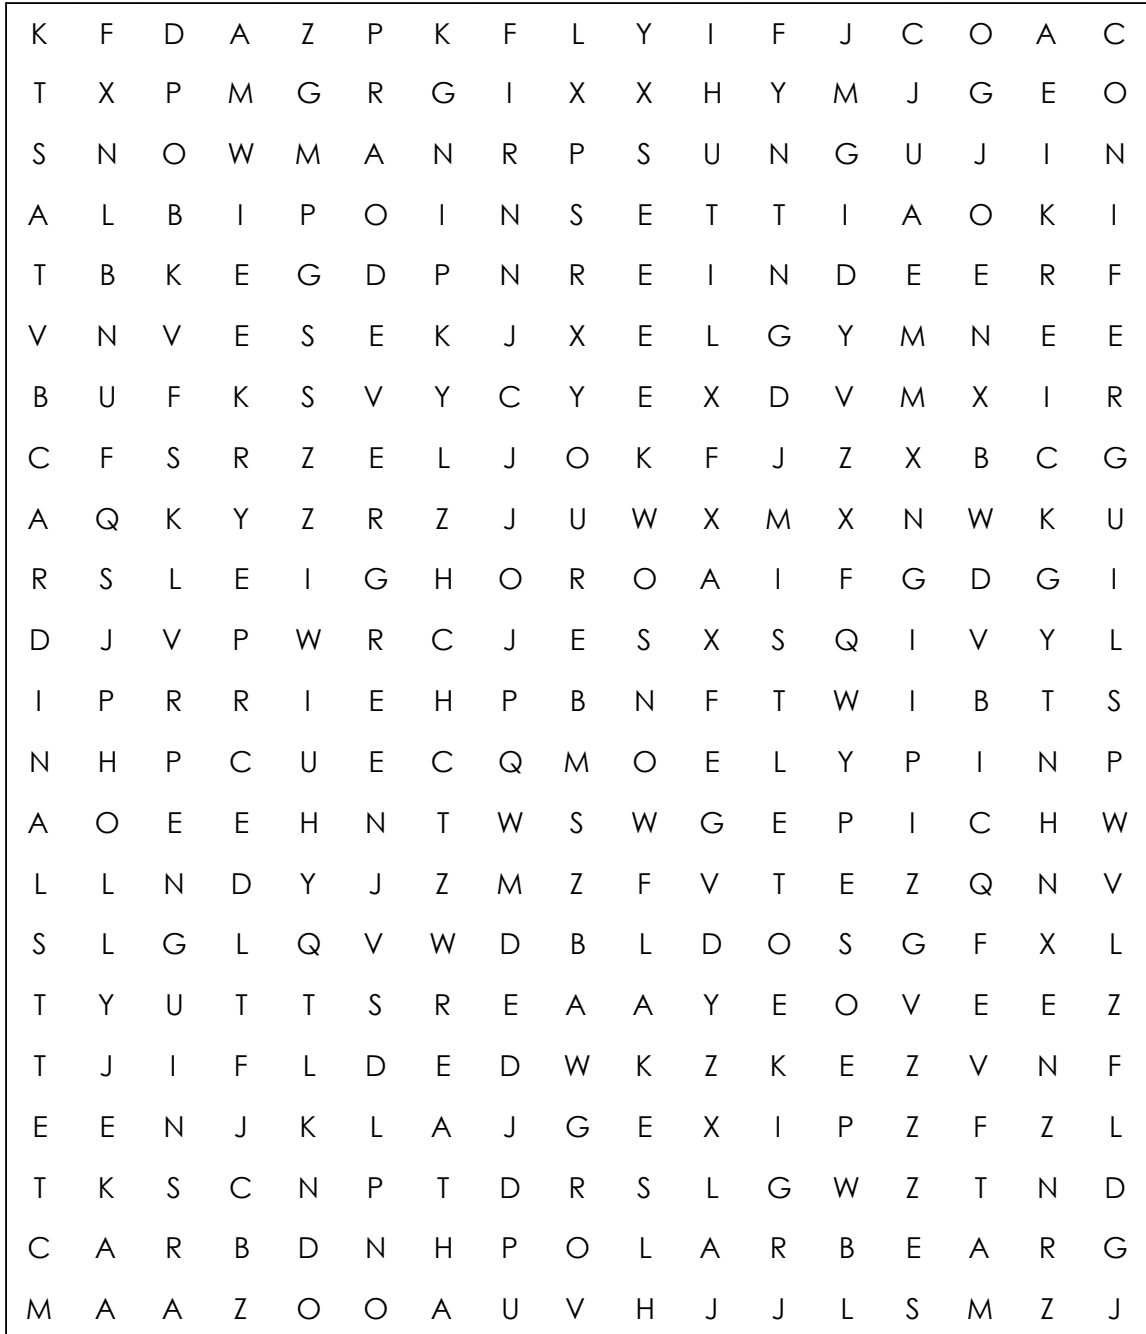 K F D A Z P K F L Y I F J C O A C
T X P M G R G I X X H Y M J G E O
S N O W M A N R P S U N G U J I N
A L B I P O I N S E T T I A O K I
T B K E G D P N R E I N D E E R F
V N V E S E K J X E L G Y M N E E
B U F K S V Y C Y E X D V M X I R
C F S R Z E L J O K F J Z X B C G
A Q K Y Z R Z J U W X M X N W K U
R S L E I G H O R O A I F G D G I
D J V P W R C J E S X S Q I V Y L
I P R R I E H P B N F T W I B T S
N H P C U E C Q M O E L Y P I N P
A O E E H N T W S W G E P I C H W
L L N D Y J Z M Z F V T E Z Q N V
S L G L Q V W D B L D O S G F X L
T Y U T T S R E A A Y E O V E E Z
T J I F L D E D W K Z K E Z V N F
E E N J K L A J G E X I P Z F Z L
T K S C N P T D R S L G W Z T N D
C A R B D N H P O L A R B E A R G
M A A Z O O A U V H J J L S M Z J